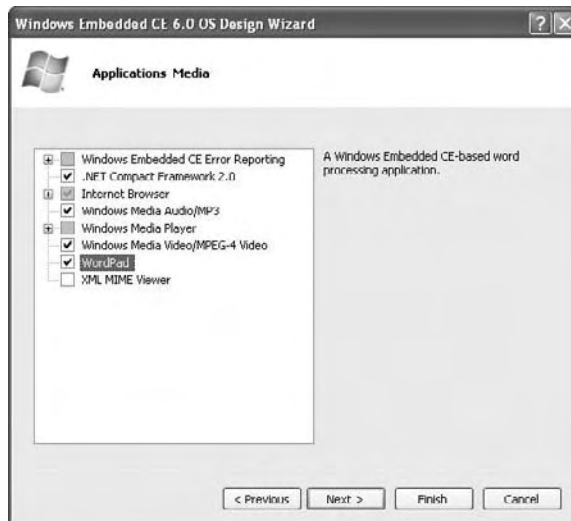 Windows Embedded CE 6.0 OS Design Wizard
Applications Media
Windows Embedded CE Error Reporting
.NET Compact Framework 2.0
Internet Browser
Windows Media Audio/MP3
Windows Media Player
Windows Media Video/MPEG-4 Video
WordPad
XML MIME Viewer
A Windows Embedded CE-based word
processing application.
< Previous
Next >
Finish
Cancel